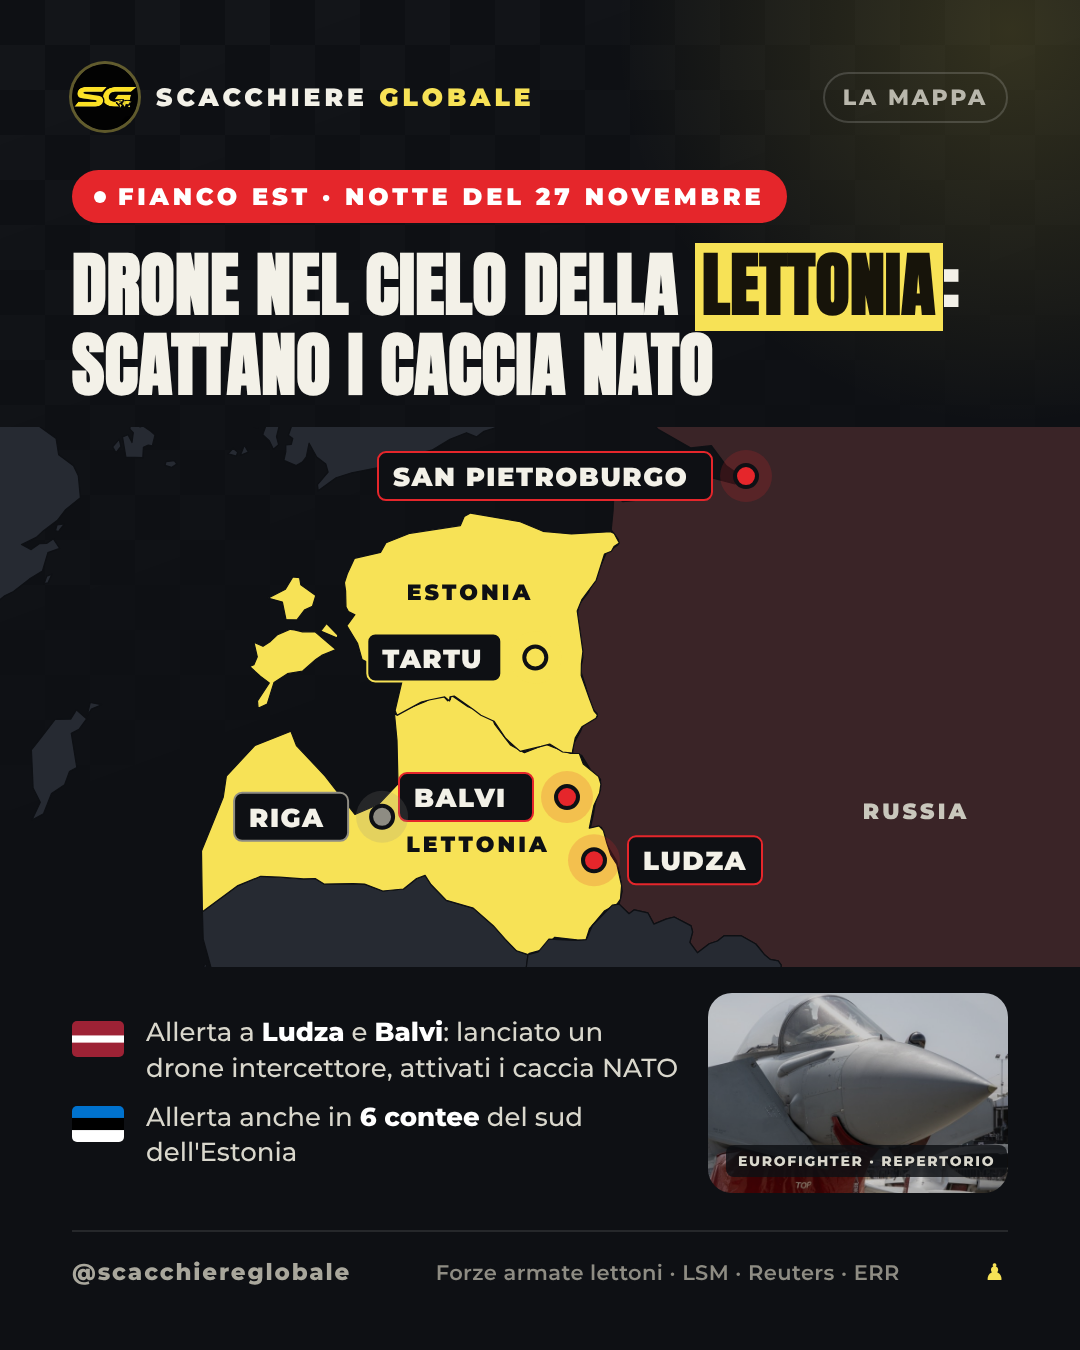 SG
SCACCHIERE GLOBALE
LA MAPPA
FIANCO EST · NOTTE DEL 27 NOVEMBRE
DRONE NEL CIELO DELLA LETTONIA:
SCATTANO I CACCIA NATO
SAN PIETROBURGO
ESTONIA
TARTU
BALVI
RIGA
RUSSIA
LETTONIA
LUDZA
Allerta a Ludza e Balvi: lanciato un
drone intercettore, attivati i caccia NATO
Allerta anche in 6 contee del sud
dell'Estonia
EUROFIGHTER · REPERTORIO
TOF
@scacchiereglobale
Forze armate lettoni · LSM · Reuters · ERR